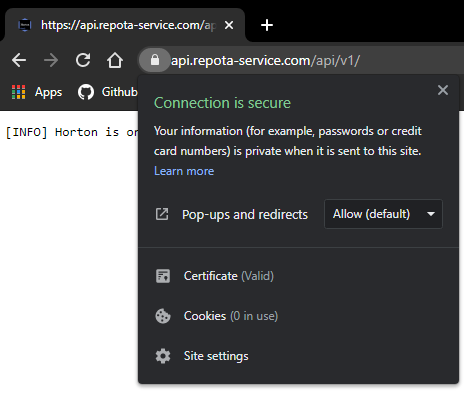 https://api.repota-service.com/ap
api.repota-service.com/api/v1/
Apps
Github
[INFO] Horton is on
Connection is secure
Your information (for example, passwords or credit
card numbers) is private when it is sent to this site.
Learn more
Pop-ups and redirects
Allow (default)
Certificate (Valid)
Cookies (0 in use)
Site settings